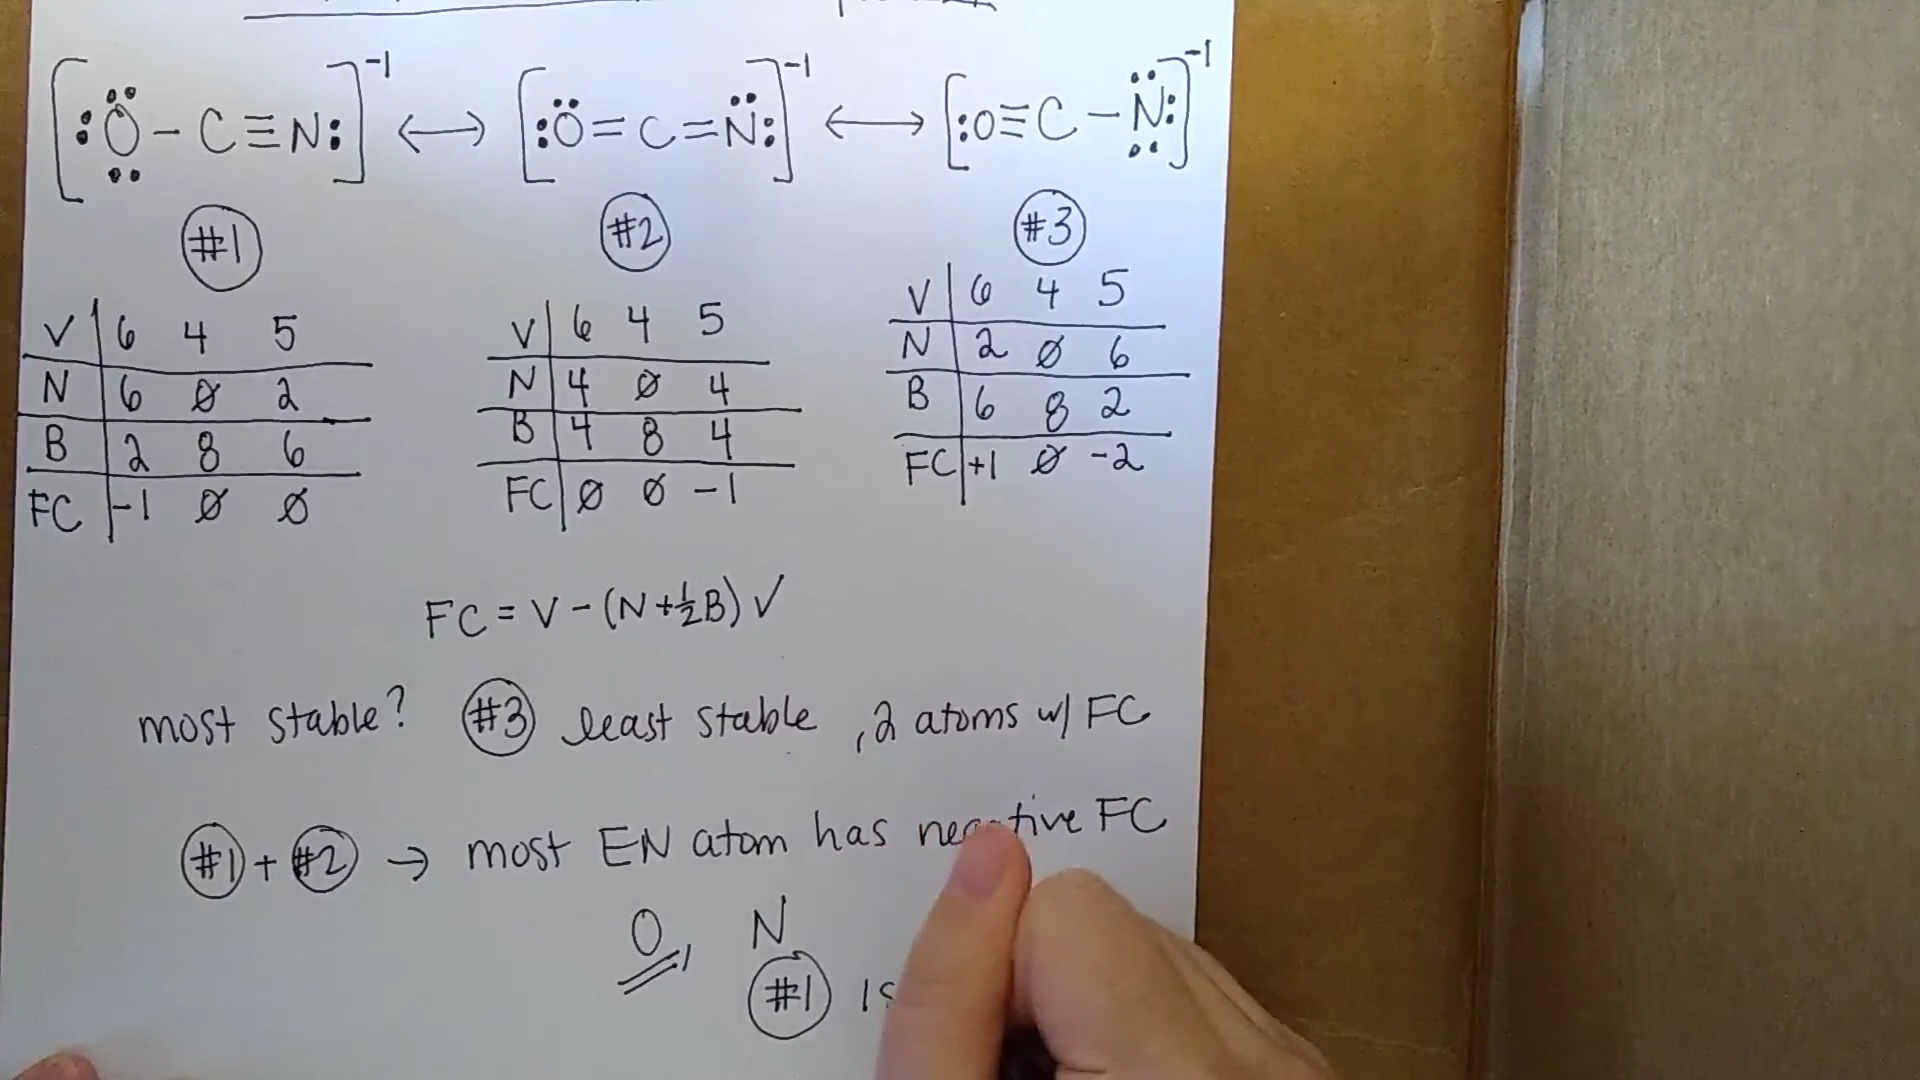 [:Ö-C≡N:]⁻¹ ↔ [:Ö=C=N̈:]⁻¹ ↔ [:O≡C-N̈:]⁻¹
#1 #2 #3
V 6 4 5
N 6 Ø 2
B 2 8 6
FC -1 Ø Ø
V 6 4 5
N 4 Ø 4
B 4 8 4
FC Ø Ø -1
V 6 4 5
N 2 Ø 6
B 6 8 2
FC +1 Ø -2
FC = V - (N + ½B) ✓
most stable? #3 least stable, 2 atoms w/ FC
#1 + #2 → most EN atom has negative FC
O, N
#1 is